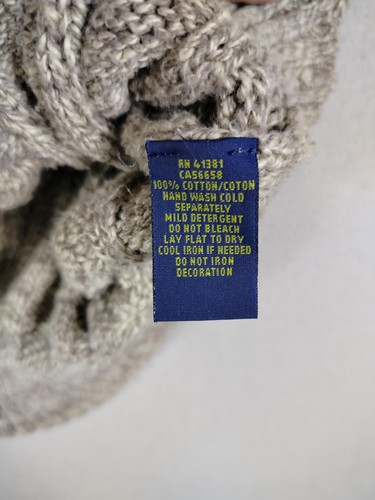 RN 41381
CA56658
100% COTTON/COTON
HAND WASH COLD
SEPARATELY
MILD DETERGENT
DO NOT BLEACH
LAY FLAT TO DRY
COOL IRON IF NEEDED
DO NOT IRON
DECORATION